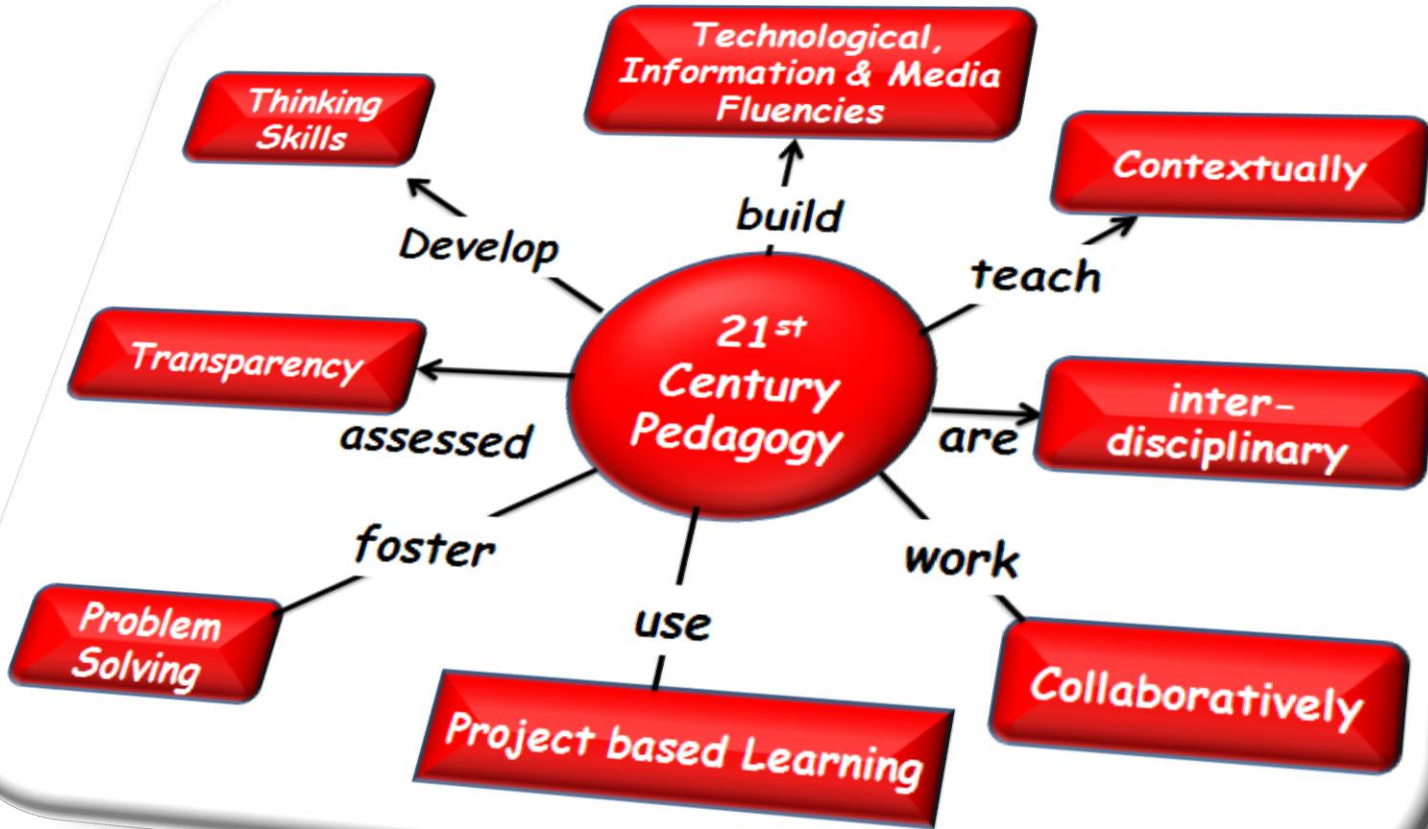 Technological,
Information & Media
Fluencies
Thinking
Skills
Contextually
build
Develop
teach
21st
Century
Pedagogy
Transparency
assessed
are
inter-
disciplinary
foster
work
use
Problem
Solving
Collaboratively
Project based Learning